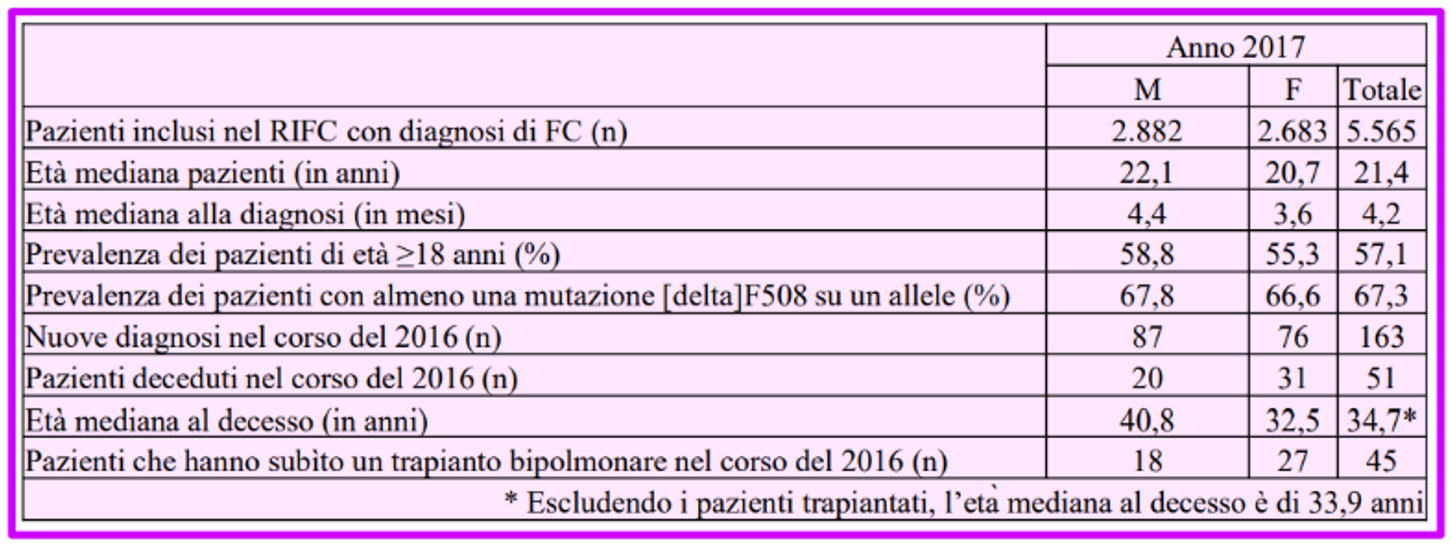 Anno 2017
M F Totale
Pazienti inclusi nel RIFC con diagnosi di FC (n) 2.882 2.683 5.565
Età mediana pazienti (in anni) 22,1 20,7 21,4
Età mediana alla diagnosi (in mesi) 4,4 3,6 4,2
Prevalenza dei pazienti di età ≥18 anni (%) 58,8 55,3 57,1
Prevalenza dei pazienti con almeno una mutazione [delta]F508 su un allele (%) 67,8 66,6 67,3
Nuove diagnosi nel corso del 2016 (n) 87 76 163
Pazienti deceduti nel corso del 2016 (n) 20 31 51
Età mediana al decesso (in anni) 40,8 32,5 34,7*
Pazienti che hanno subìto un trapianto bipolmonare nel corso del 2016 (n) 18 27 45
* Escludendo i pazienti trapiantati, l’età mediana al decesso è di 33,9 anni